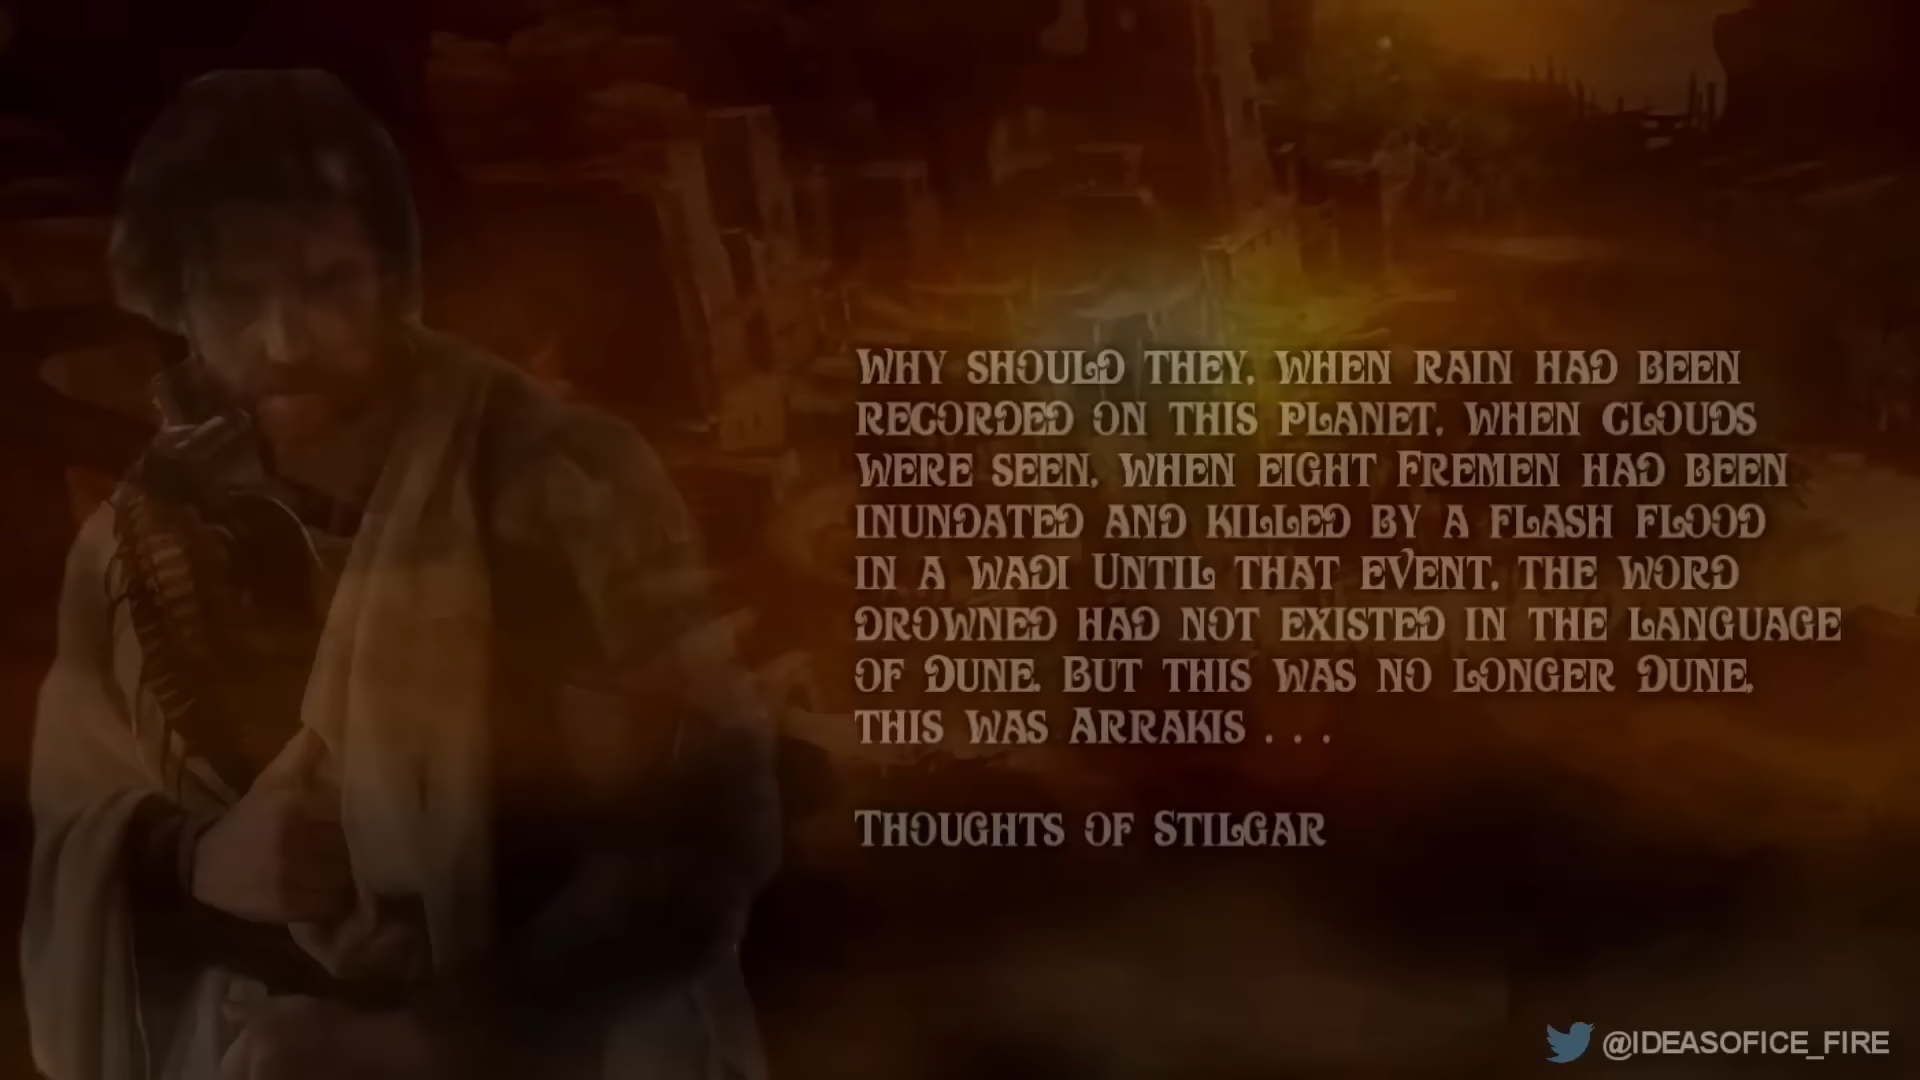 Why should they, when rain had been
recorded on this planet, when clouds
were seen, when eight Fremen had been
inundated and killed by a flash flood
in a wadi Until that event, the word
drowned had not existed in the language
of Dune. But this was no longer Dune,
this was Arrakis . . .
Thoughts of Stilgar
@IDEASOFICE_FIRE